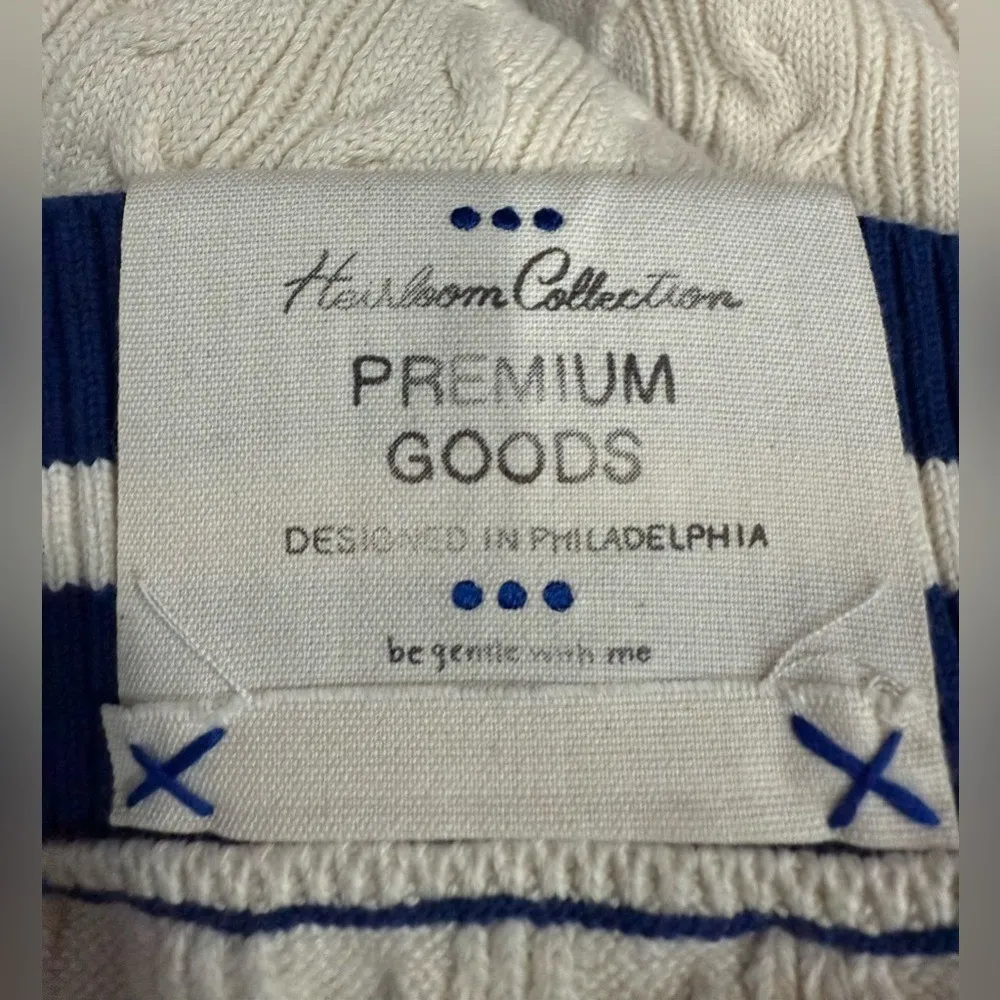 Heirloom Collection
PREMIUM
GOODS
DESIGNED IN PHILADELPHIA
be gentle with me